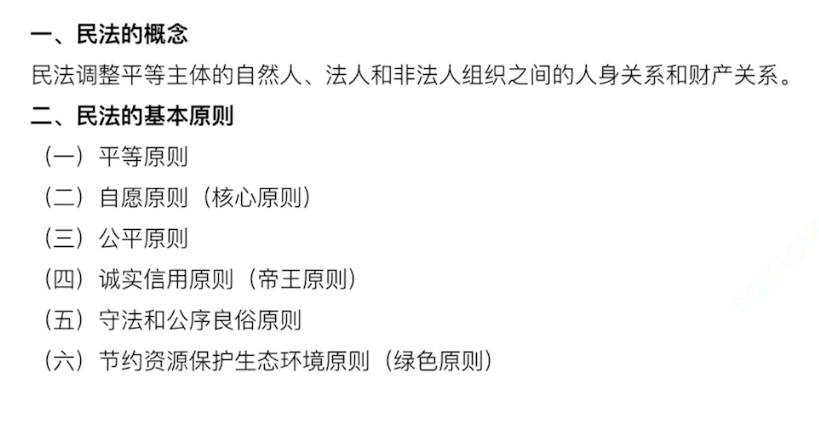 一、民法的概念
民法调整平等主体的自然人、法人和非法人组织之间的人身关系和财产关系。
二、民法的基本原则
（一）平等原则
（二）自愿原则（核心原则）
（三）公平原则
（四）诚实信用原则（帝王原则）
（五）守法和公序良俗原则
（六）节约资源保护生态环境原则（绿色原则）